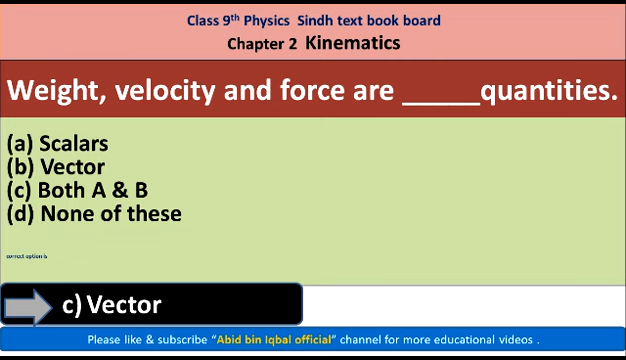 Class 9th Physics Sindh text book board
Chapter 2 Kinematics
Weight, velocity and force are _____quantities.
(a) Scalars
(b) Vector
(c) Both A & B
(d) None of these
correct option is
c) Vector
Please like & subscribe “Abid bin Iqbal official” channel for more educational videos .